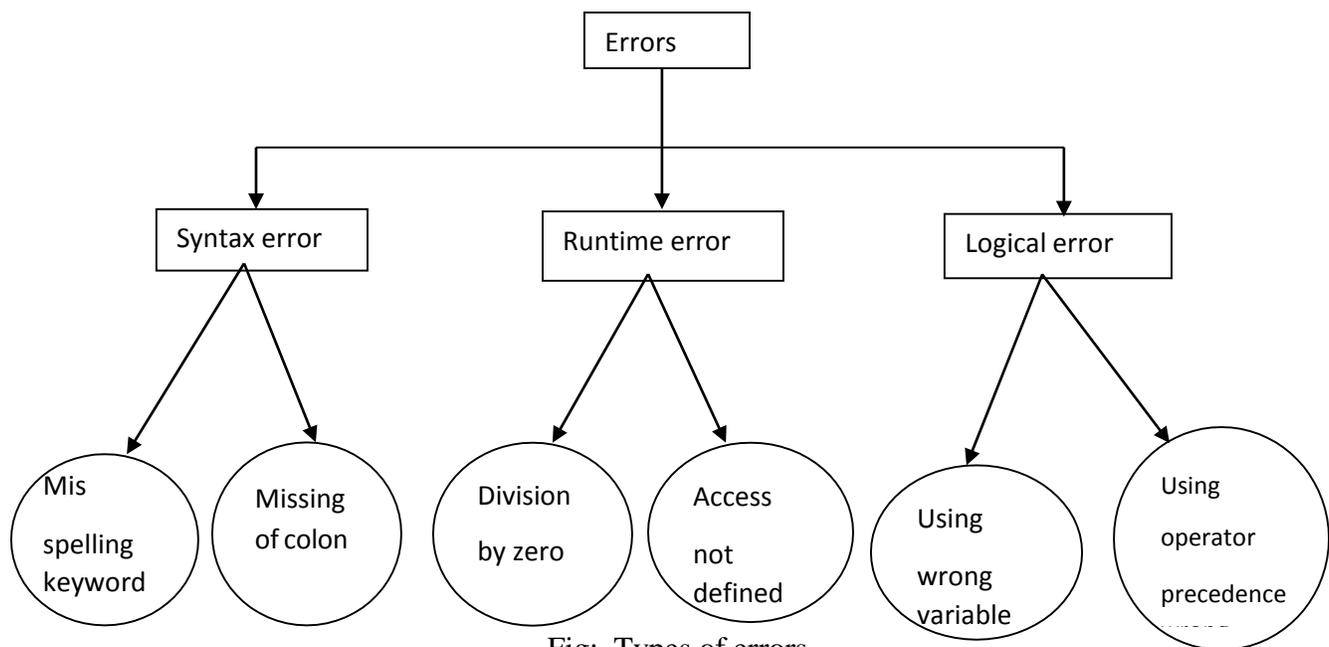 Errors
Syntax error
Runtime error
Logical error
Mis
spelling
keyword
Missing
of colon
Division
by zero
Access
not
defined
Using
wrong
variable
Using
operator
precedence
Fig: Types of errors